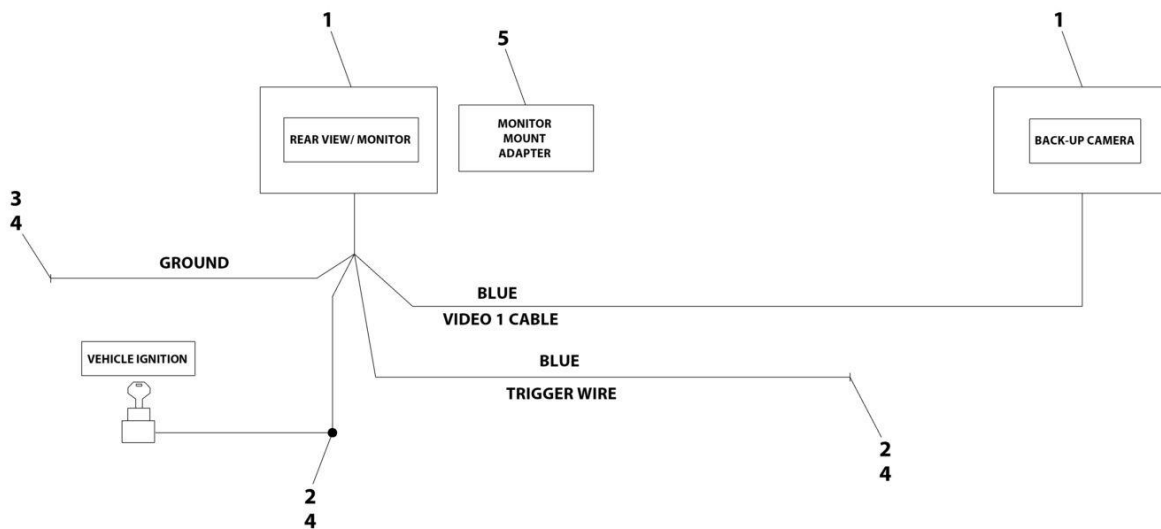 1
5
1
REAR VIEW/ MONITOR
MONITOR
MOUNT
ADAPTER
BACK-UP CAMERA
3
4
GROUND
BLUE
VIDEO 1 CABLE
VEHICLE IGNITION
BLUE
TRIGGER WIRE
2
4
2
4